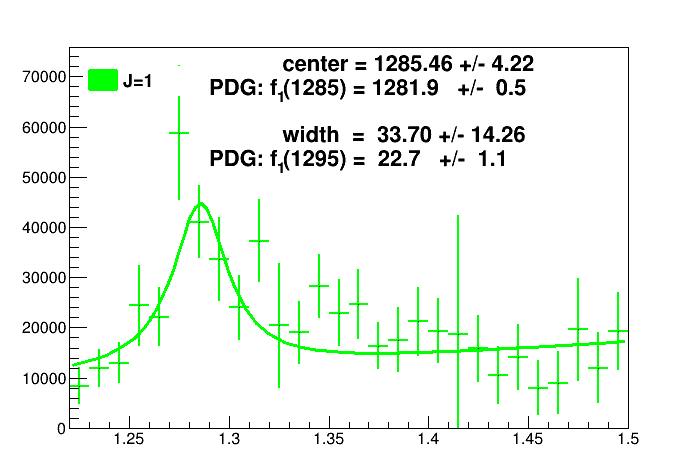 center = 1285.46 +/- 4.22
J=1
PDG: f1(1285) = 1281.9 +/- 0.5
width = 33.70 +/- 14.26
PDG: f1(1295) = 22.7 +/- 1.1
70000
60000
50000
40000
30000
20000
10000
0
1.25 1.3 1.35 1.4 1.45 1.5